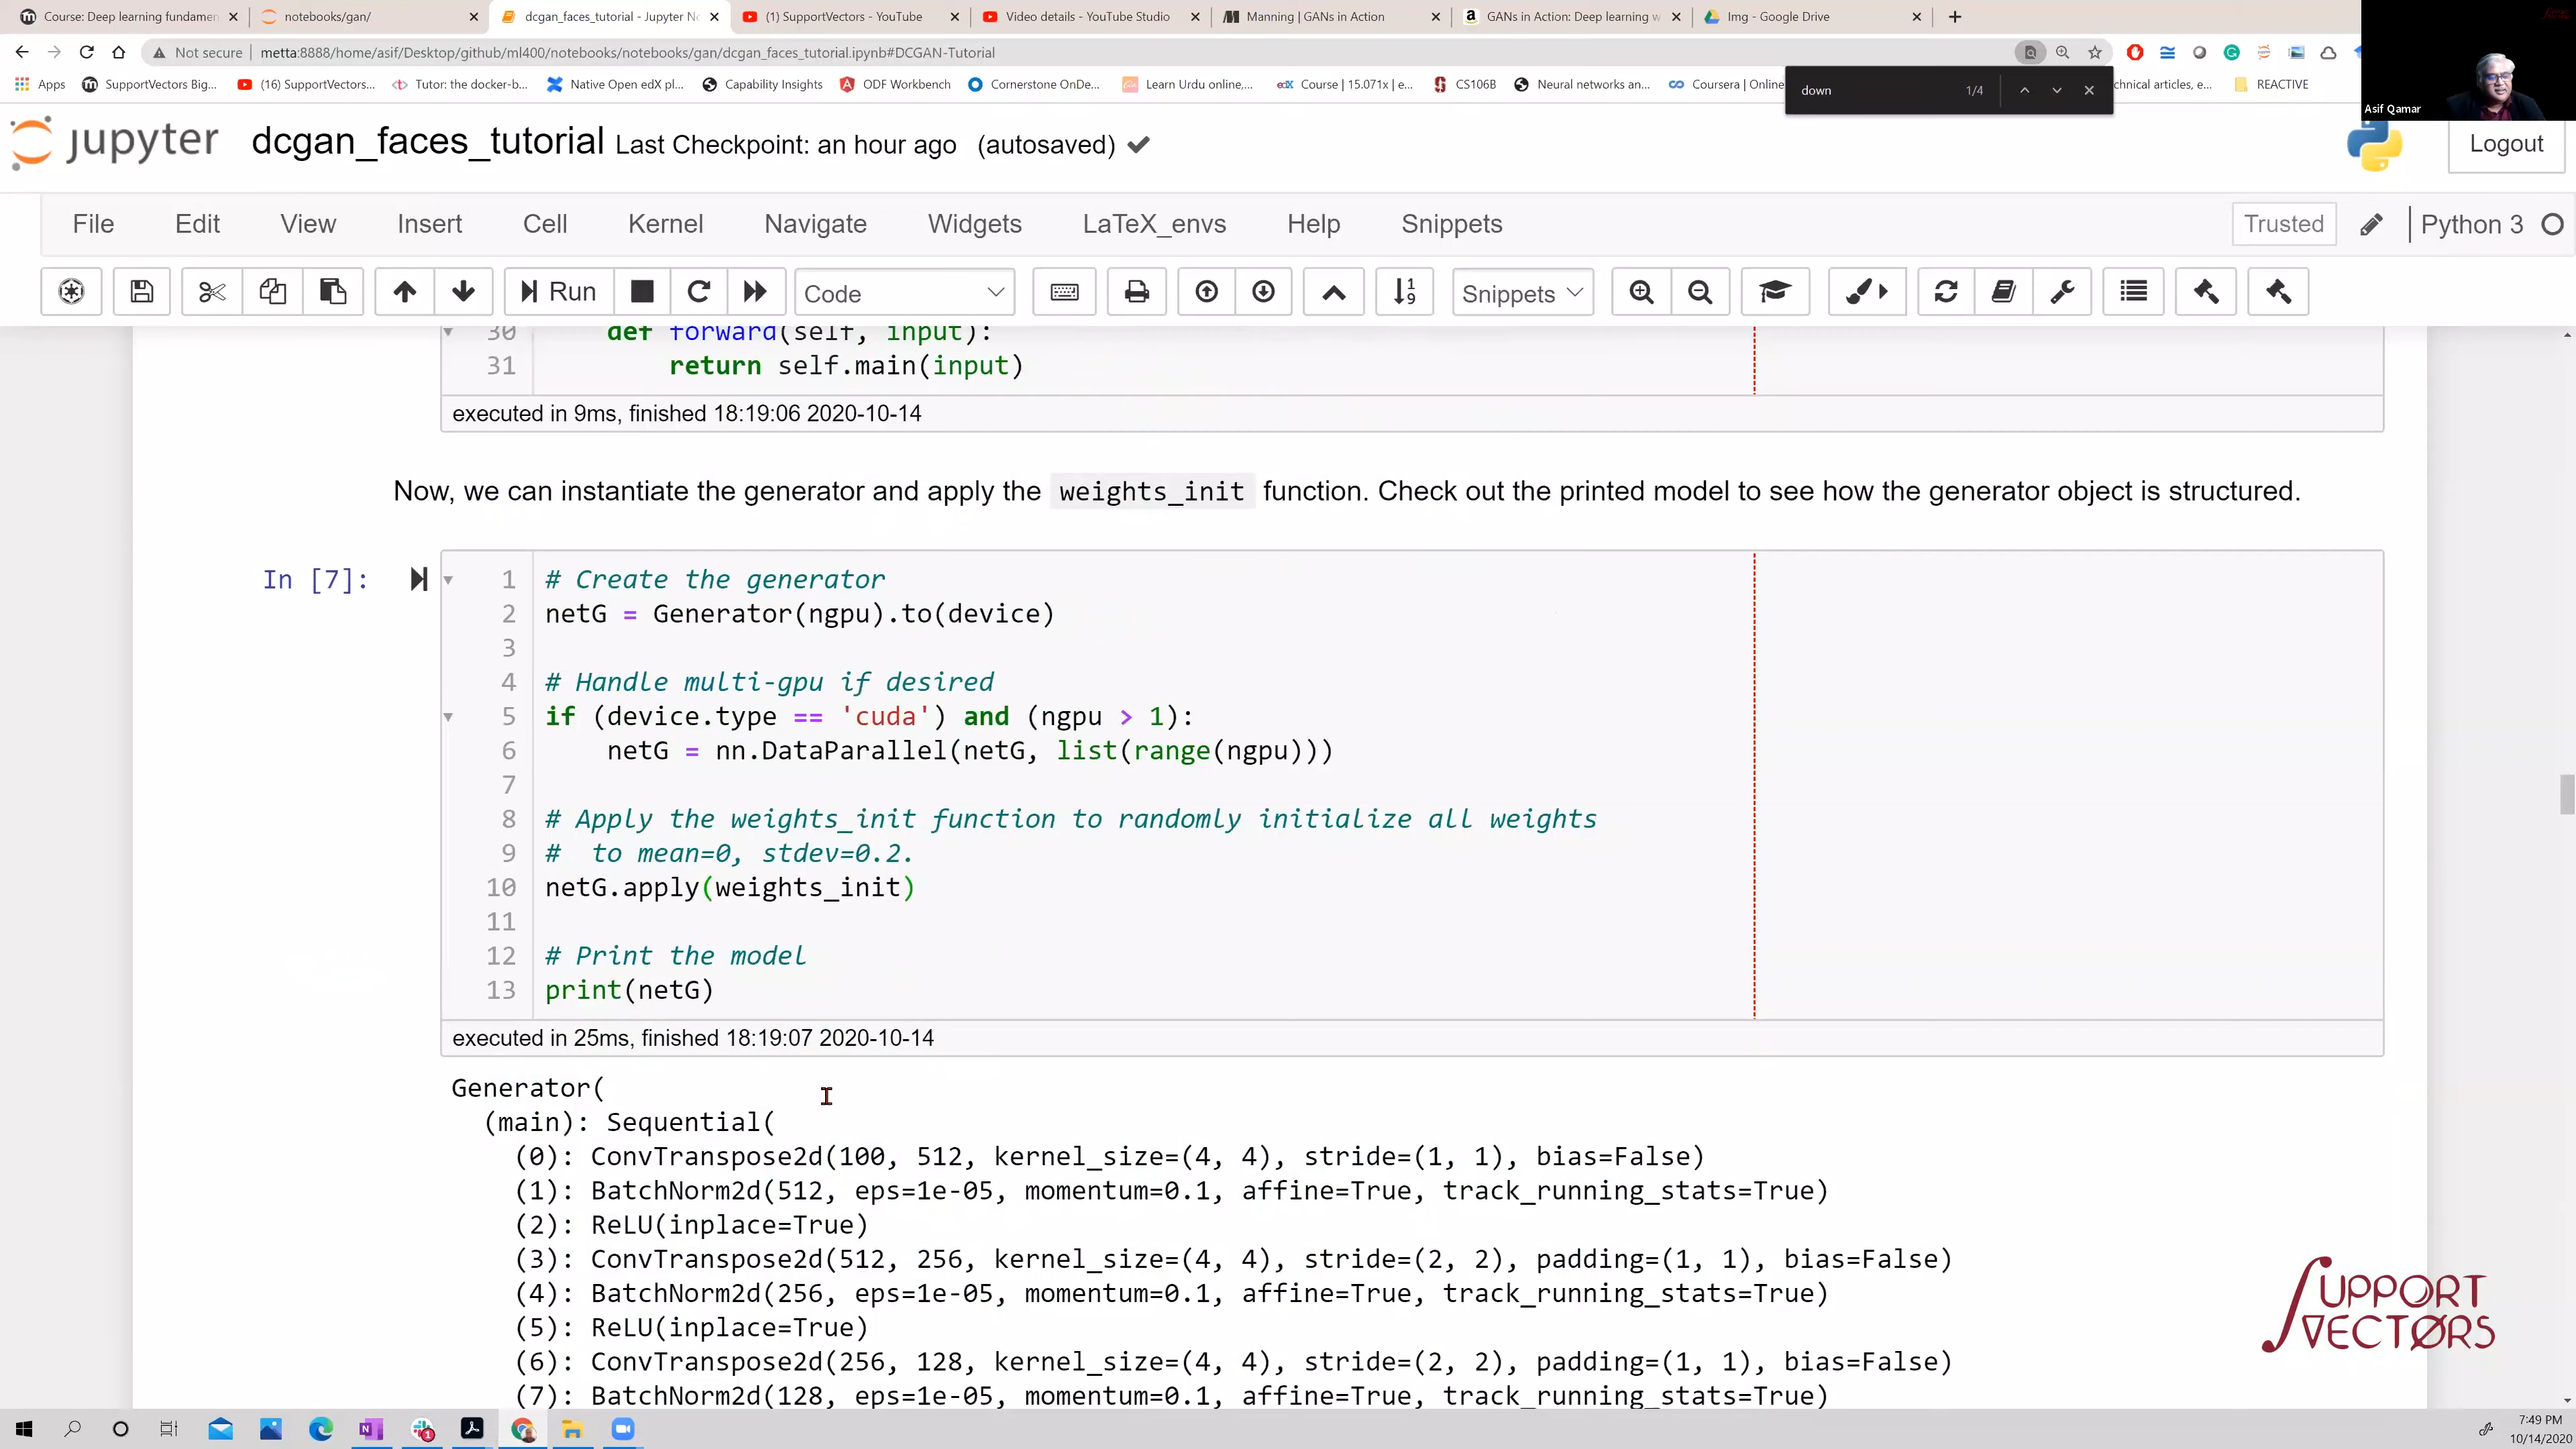 Course: Deep learning fundamen
notebooks/gan/
dcgan_faces_tutorial - Jupyter No
(1) SupportVectors - YouTube
Video details - YouTube Studio
Manning | GANs in Action
GANs in Action: Deep learning w
Img - Google Drive
Not secure | metta:8888/home/asif/Desktop/github/ml400/notebooks/notebooks/gan/dcgan_faces_tutorial.ipynb#DCGAN-Tutorial
Apps
SupportVectors Big...
(16) SupportVectors...
Tutor: the docker-b...
Native Open edX pl...
Capability Insights
ODF Workbench
Cornerstone OnDe...
Learn Urdu online,...
Course | 15.071x | e...
CS106B
Neural networks an...
Coursera | Online
chnical articles, e...
REACTIVE
down 1/4
Asif Qamar
jupyter dcgan_faces_tutorial Last Checkpoint: an hour ago (autosaved)
Logout
File Edit View Insert Cell Kernel Navigate Widgets LaTeX_envs Help Snippets
Trusted Python 3
Run Code Snippets
30 def forward(self, input):
31 return self.main(input)
executed in 9ms, finished 18:19:06 2020-10-14
Now, we can instantiate the generator and apply the weights_init function. Check out the printed model to see how the generator object is structured.
In [7]:
1 # Create the generator
2 netG = Generator(ngpu).to(device)
3
4 # Handle multi-gpu if desired
5 if (device.type == 'cuda') and (ngpu > 1):
6 netG = nn.DataParallel(netG, list(range(ngpu)))
7
8 # Apply the weights_init function to randomly initialize all weights
9 # to mean=0, stdev=0.2.
10 netG.apply(weights_init)
11
12 # Print the model
13 print(netG)
executed in 25ms, finished 18:19:07 2020-10-14
Generator(
(main): Sequential(
(0): ConvTranspose2d(100, 512, kernel_size=(4, 4), stride=(1, 1), bias=False)
(1): BatchNorm2d(512, eps=1e-05, momentum=0.1, affine=True, track_running_stats=True)
(2): ReLU(inplace=True)
(3): ConvTranspose2d(512, 256, kernel_size=(4, 4), stride=(2, 2), padding=(1, 1), bias=False)
(4): BatchNorm2d(256, eps=1e-05, momentum=0.1, affine=True, track_running_stats=True)
(5): ReLU(inplace=True)
(6): ConvTranspose2d(256, 128, kernel_size=(4, 4), stride=(2, 2), padding=(1, 1), bias=False)
(7): BatchNorm2d(128, eps=1e-05, momentum=0.1, affine=True, track_running_stats=True)
SUPPORT
VECTORS
7:49 PM
10/14/2020